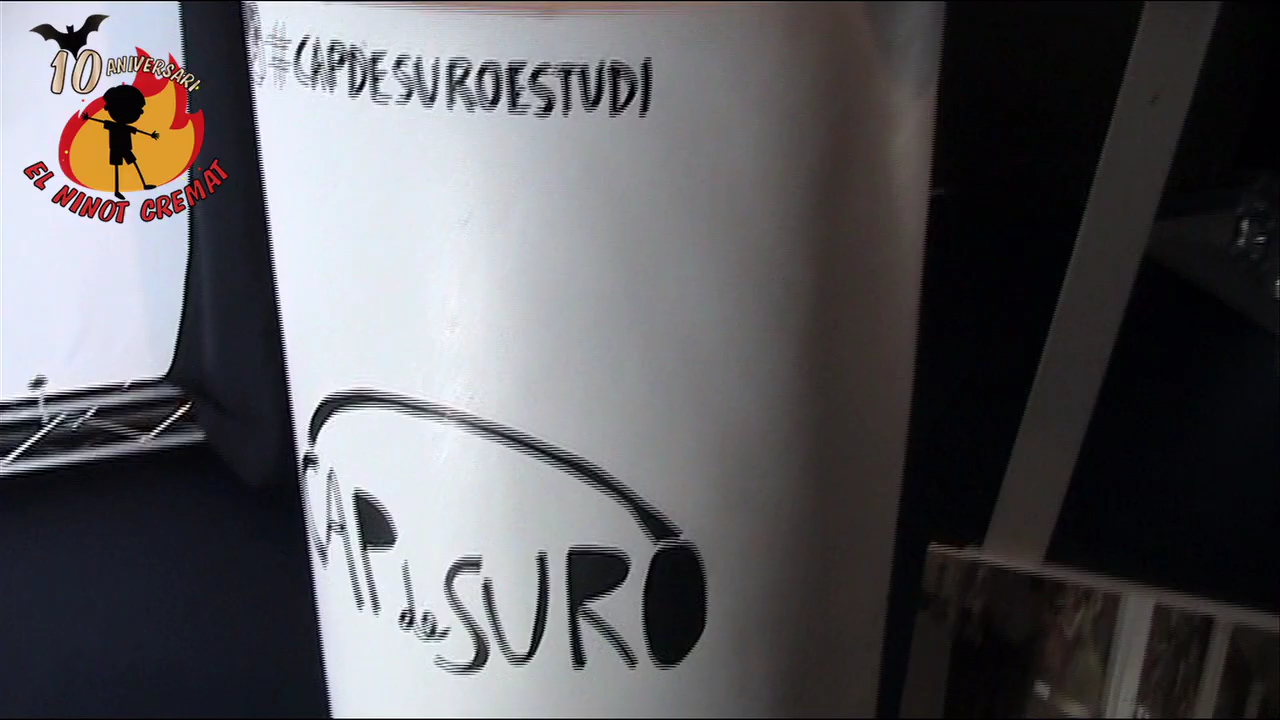 10 ANIVERSARI
EL NINOT CREMAT
#CAPDESUROESTUDI
CAP de SURO